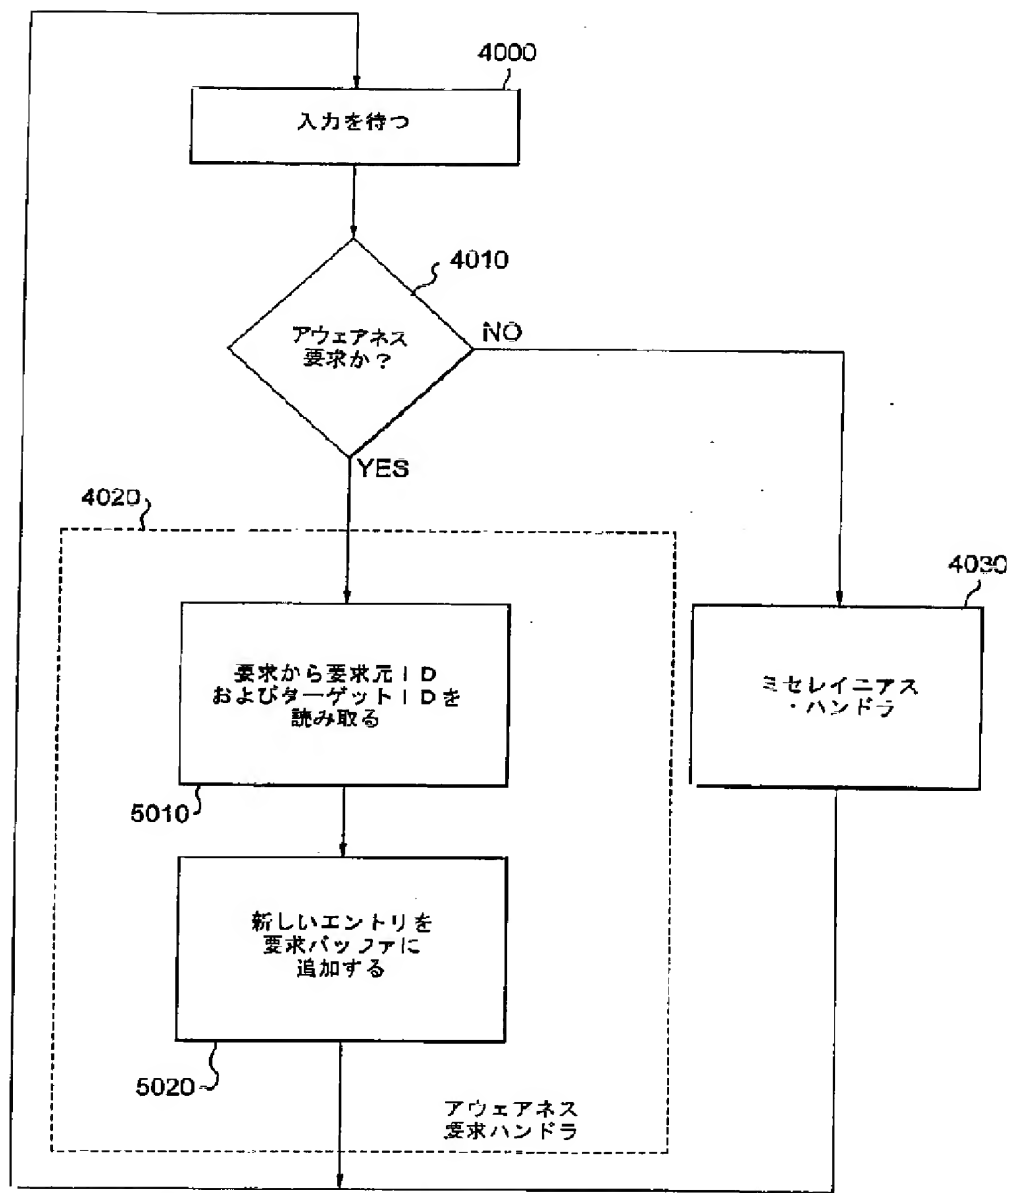 4000
入力を待つ
4010
アウェアネス
要求か？
NO
YES
4020
4030
要求から要求元ＩＤ
およびターゲットＩＤを
読み取る
ミセレイニアス
・ハンドラ
5010
新しいエントリを
要求バッファに
追加する
5020
アウェアネス
要求ハンドラ